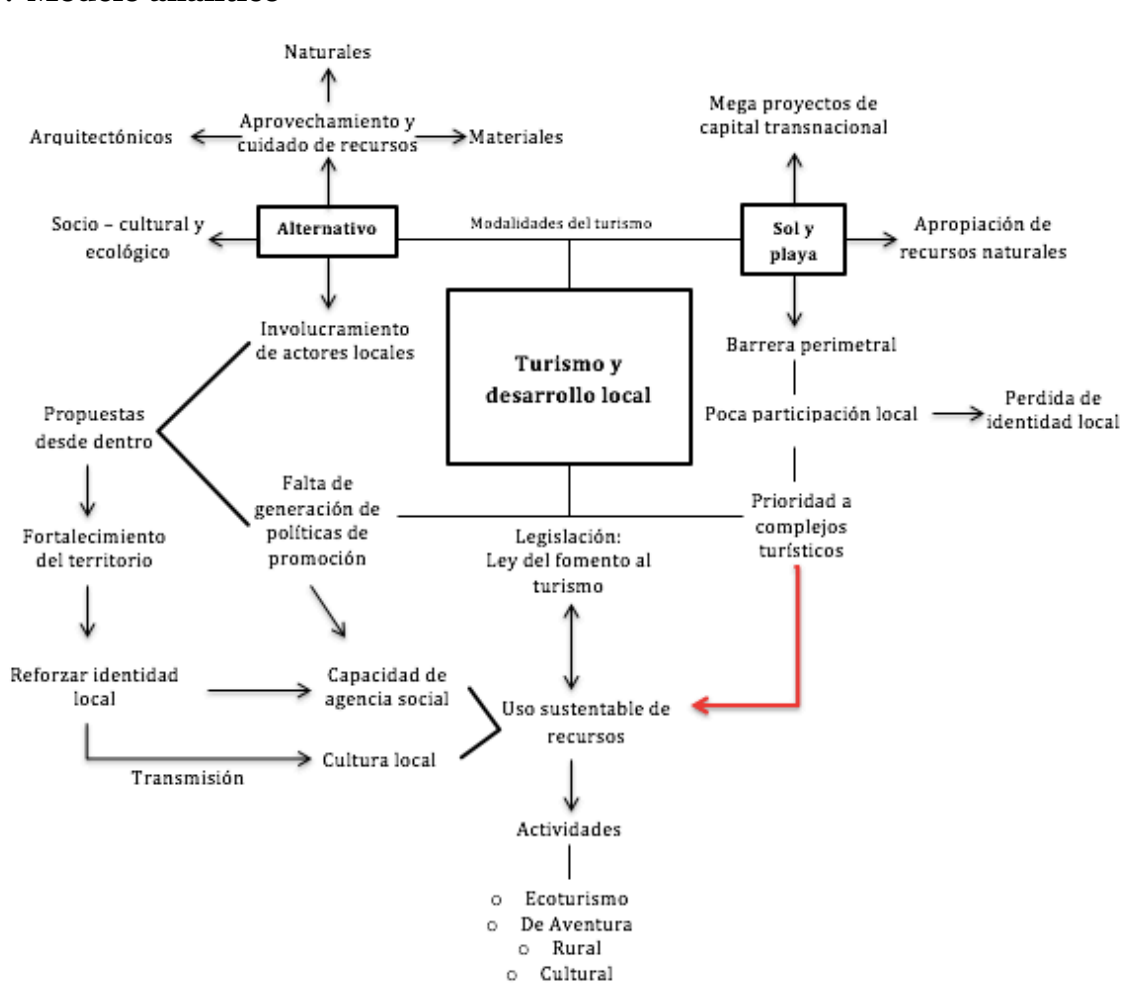 Naturales
Mega proyectos de
capital transnacional
Aprovechamiento y
cuidado de recursos
Arquitectónicos
Materiales
Socio – cultural y
ecológico
Alternativo
Modalidades del turismo
Sol y
playa
Apropiación de
recursos naturales
Involucramiento
de actores locales
Barrera perimetral
Turismo y
desarrollo local
Propuestas
desde dentro
Poca participación local
Perdida de
identidad local
Falta de
generación de
políticas de
promoción
Prioridad a
complejos
turísticos
Fortalecimiento
del territorio
Legislación:
Ley del fomento al
turismo
Reforzar identidad
local
Capacidad de
agencia social
Uso sustentable de
recursos
Cultura local
Transmisión
Actividades
o Ecoturismo
o De Aventura
o Rural
o Cultural